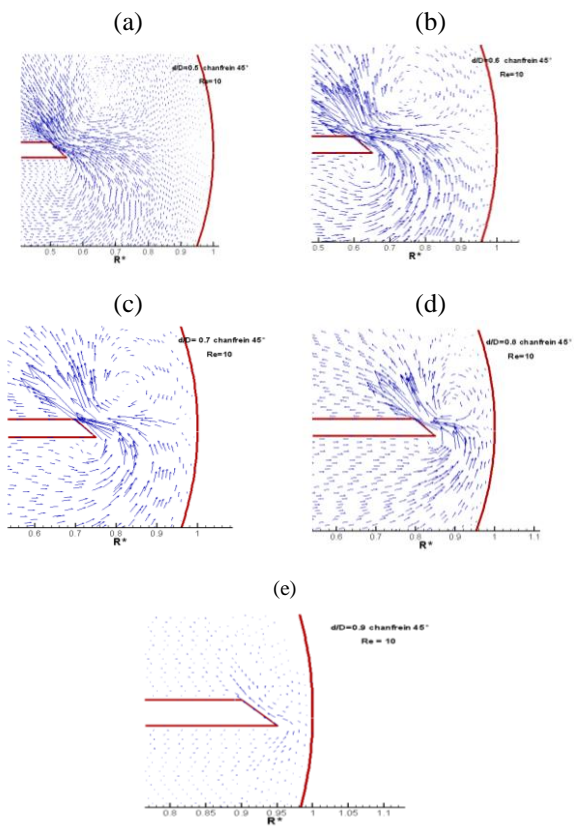 (a)
(b)
d/D=0.5 chanfrein 45°
Re=10
d/D=0.6 chanfrein 45°
Re=10
0.5 0.6 0.7 0.8 0.9 1
R*
0.5 0.6 0.7 0.8 0.9 1
R*
(c)
(d)
d/D= 0.7 chanfrein 45°
Re=10
d/D=0.8 chanfrein 45°
Re=10
0.6 0.7 0.8 0.9 1
R*
0.6 0.7 0.8 0.9 1 1.1
R*
(e)
d/D=0.9 chanfrein 45°
Re = 10
0.8 0.85 0.9 0.95 1 1.05 1.1
R*